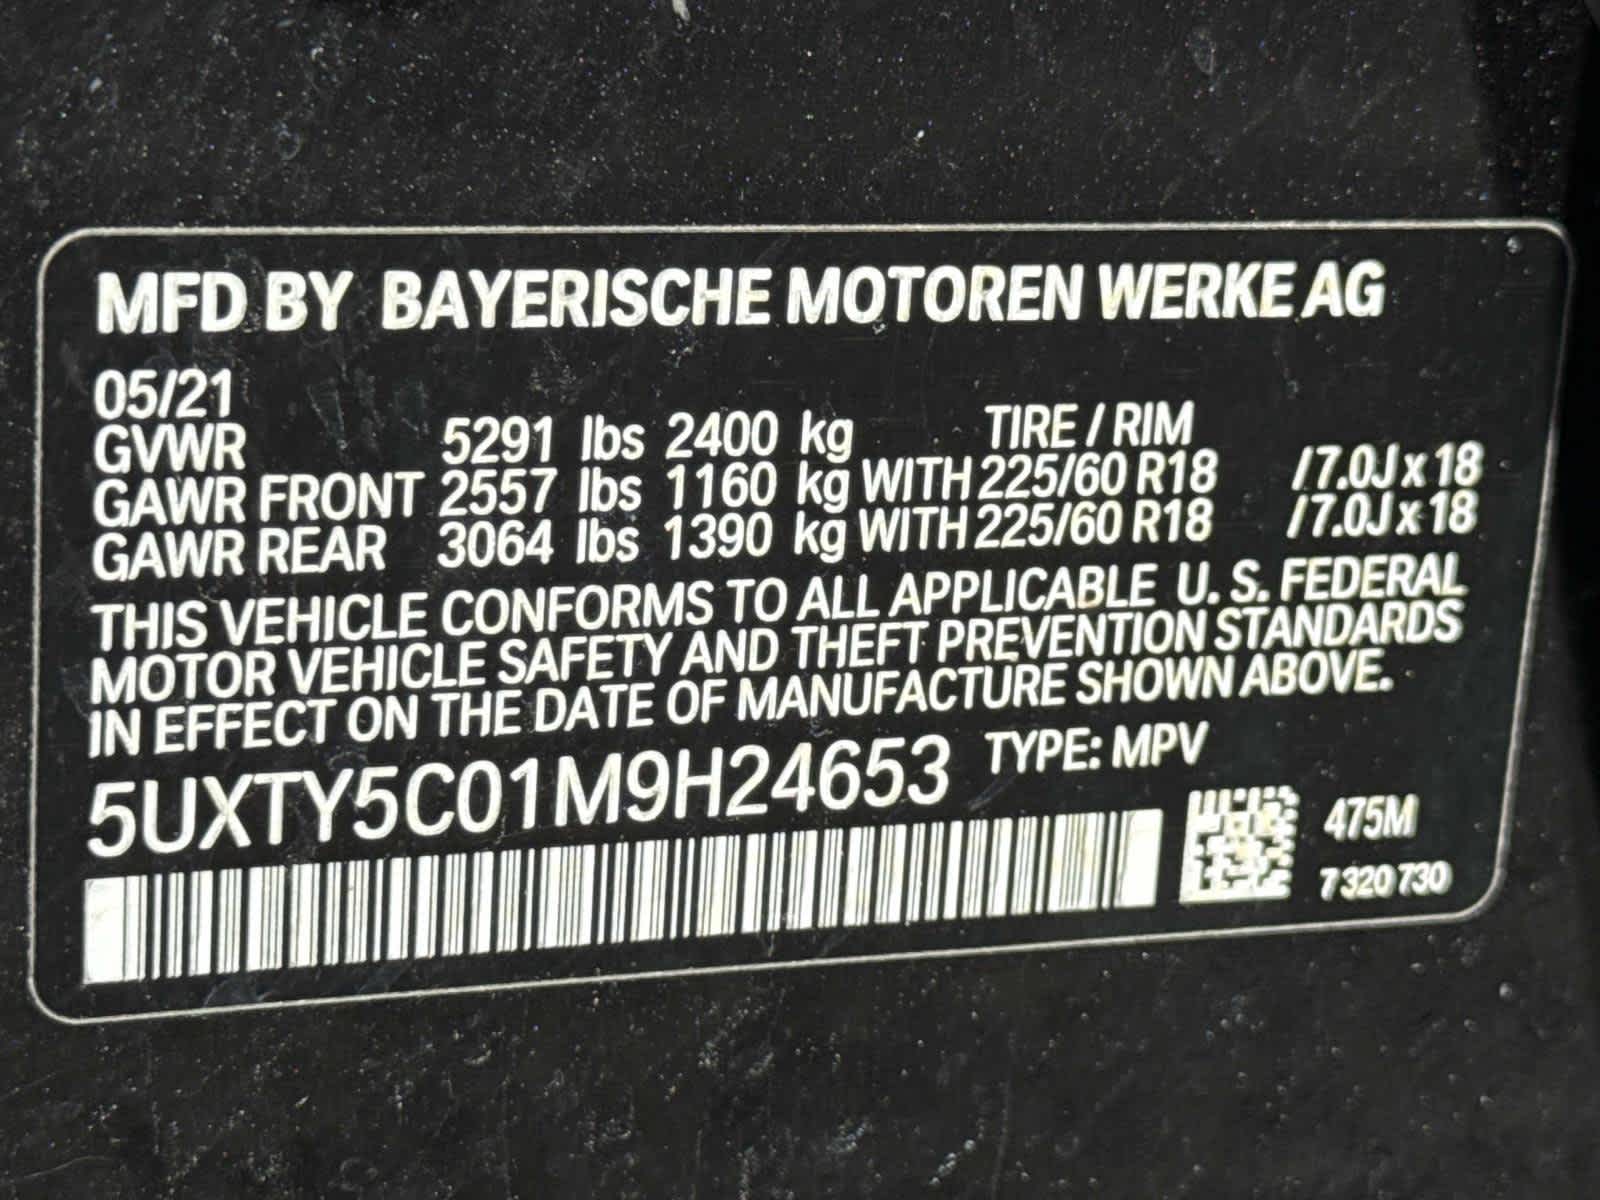 MFD BY BAYERISCHE MOTOREN WERKE AG
05/21
GVWR 5291 lbs 2400 kg TIRE / RIM
GAWR FRONT 2557 lbs 1160 kg WITH 225/60 R18 /7.0J x 18
GAWR REAR 3064 lbs 1390 kg WITH 225/60 R18 /7.0J x 18
THIS VEHICLE CONFORMS TO ALL APPLICABLE U. S. FEDERAL
MOTOR VEHICLE SAFETY AND THEFT PREVENTION STANDARDS
IN EFFECT ON THE DATE OF MANUFACTURE SHOWN ABOVE.
5UXTY5C01M9H24653 TYPE: MPV
475M
7 320 730